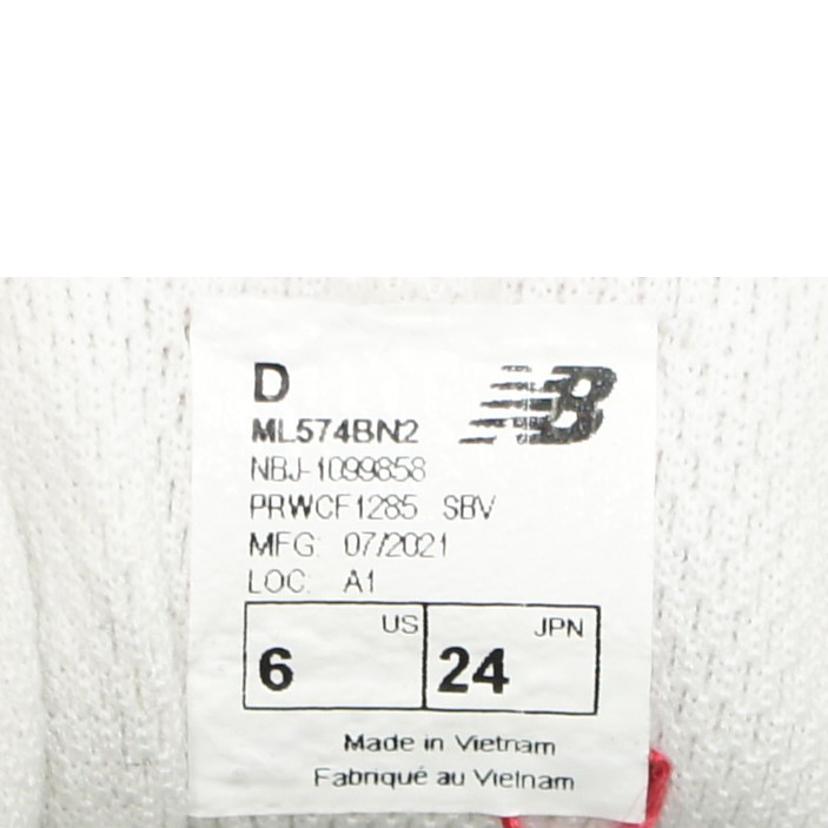 D
ML574BN2
NBJ-1099858
PRWCF1285 SBV
MFG: 07/2021
LOC: A1
6 US 24 JPN
Made in Vietnam
Fabriqué au Vietnam